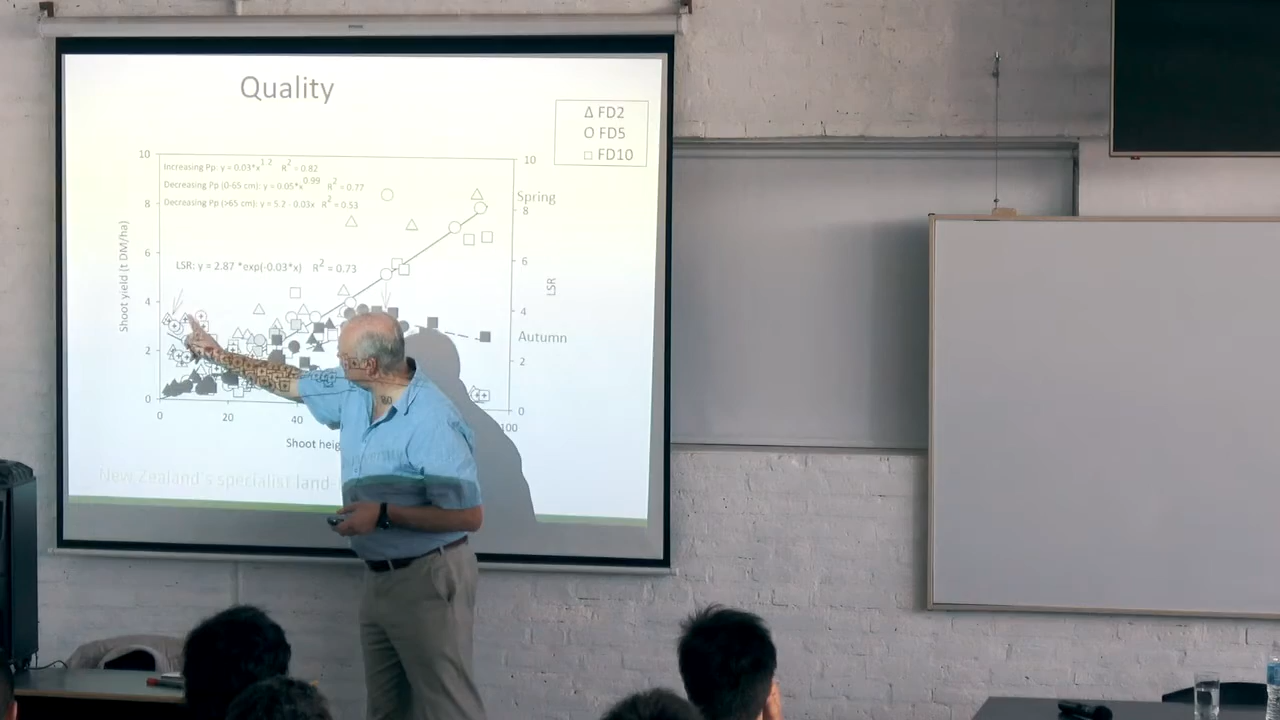 Quality
Δ FD2
O FD5
□ FD10
Increasing Pp: y = 0.03*x^1.2 R² = 0.82
Decreasing Pp (0-65 cm): y = 0.05*x^0.99 R² = 0.77
Decreasing Pp (>65 cm): y = 5.2 0.03x R² = 0.53
LSR: y = 2.87 *exp(-0.03*x) R² = 0.73
Shoot yield (t DM/ha)
10
8
6
4
2
0
10
Spring
8
6
LSR
4
Autumn
2
0
0
20
40
80
100
Shoot heig
New Zealand's specialist land-